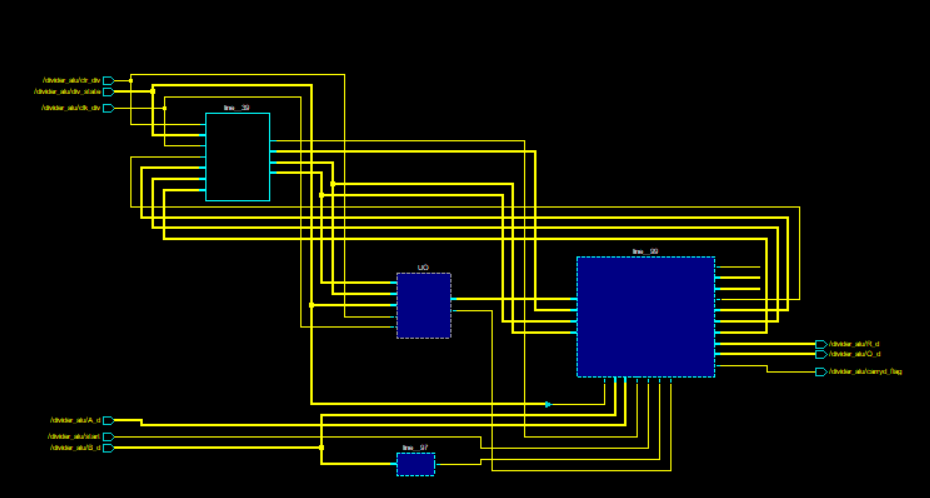 /divider_alu/clr_div
/divider_alu/div_state
/divider_alu/clk_div
line__39
U0
line__99
/divider_alu/R_d
/divider_alu/Q_d
/divider_alu/carryd_flag
/divider_alu/A_d
/divider_alu/start
/divider_alu/B_d
line__97